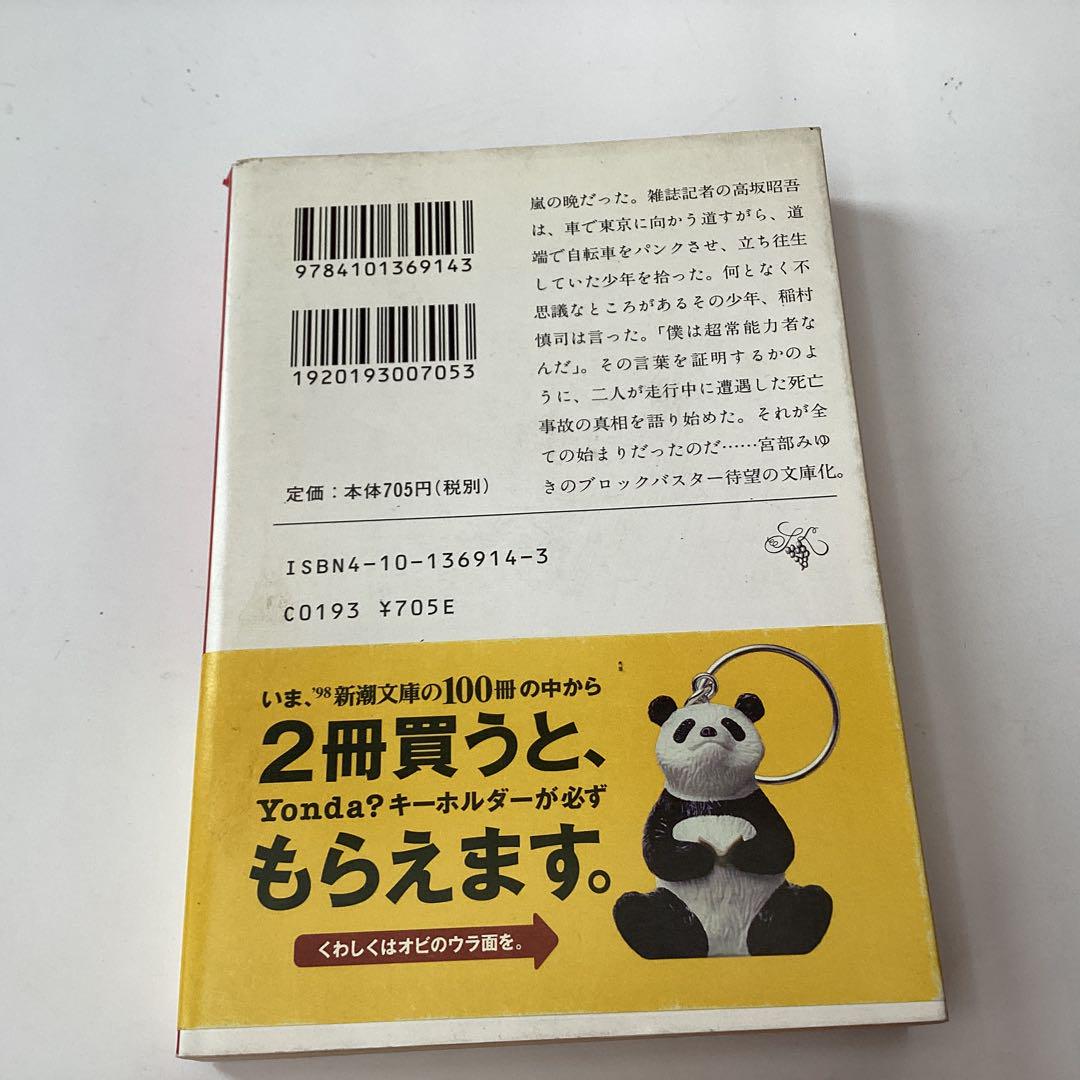 9784101369143
1920193007053
嵐の晩だった。雑誌記者の高坂昭吾
は、車で東京に向かう道すがら、道
端で自転車をパンクさせ、立ち往生
していた少年を拾った。何となく不
思議なところがあるその少年、稲村
慎司は言った。「僕は超常能力者な
んだ」。その言葉を証明するかのよ
うに、二人が走行中に遭遇した死亡
事故の真相を語り始めた。それが全
ての始まりだったのだ……宮部みゆ
きのブロックバスター待望の文庫化。
定価：本体705円（税別）
ISBN4-10-136914-3
C0193 ¥705E
いま、'98新潮文庫の100冊の中から
2冊買うと、
Yonda?キーホルダーが必ず
もらえます。
くわしくはオビのウラ面を。